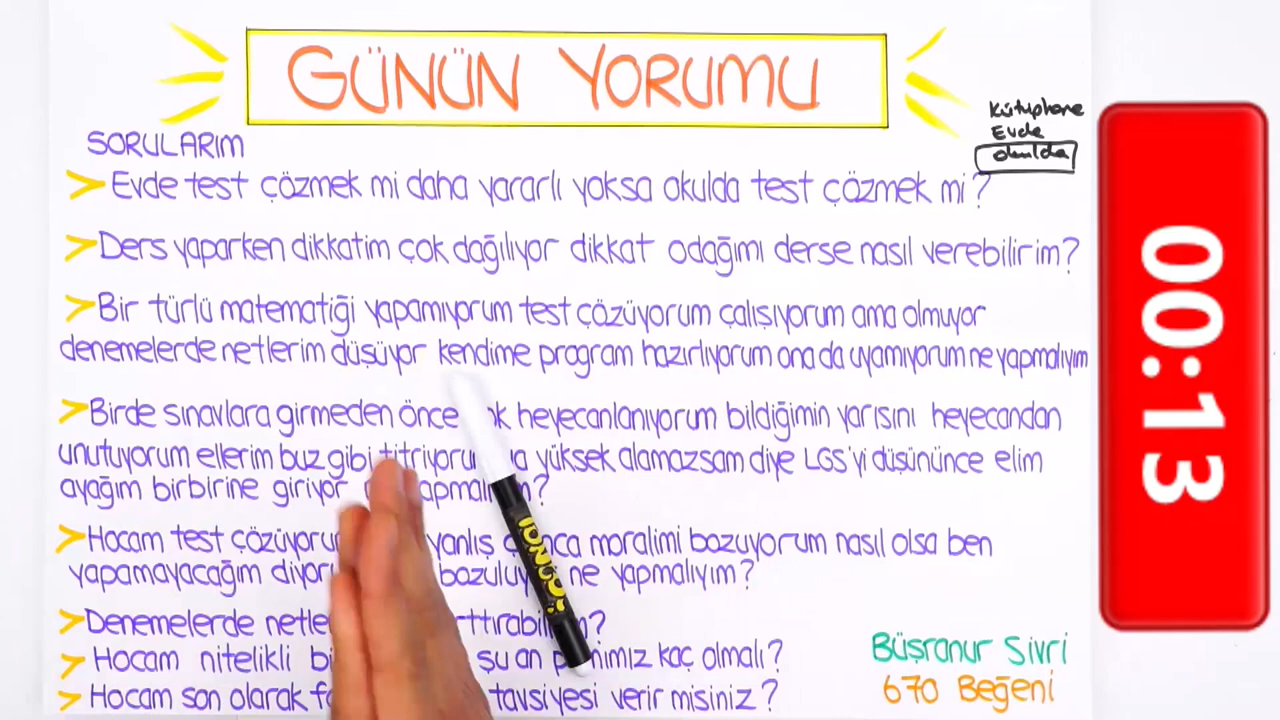 GÜNÜN YORUMU
Kütüphane
Evde
okulda
SORULARIM
Evde test çözmek mi daha yararlı yoksa okulda test çözmek mi?
Ders yaparken dikkatim çok dağılıyor dikkat odağımı derse nasıl verebilirim?
Bir türlü matematiği yapamıyorum test çözüyorum çalışıyorum ama olmuyor
denemelerde netlerim düşüyor kendime program hazırlıyorum ona da uyamıyorum ne yapmalıyım
Birde sınavlara girmeden önce heyecanlanıyorum bildiğimin yarısını heyecandan
unutuyorum ellerim buz gibi yüksek alamazsam diye LGS'yi düşününce elim
ayağım birbirine giriyor
Hocam test yanlış moralimi bozuyorum nasıl olsa ben
yapamayacağım ne yapmalıyım?
Denemelerde
Hocam nitelikli şu an kaç olmalı?
Hocam son olarak tavsiyesi verir misiniz?
Büşranur Sivri
670 Beğeni
00:13